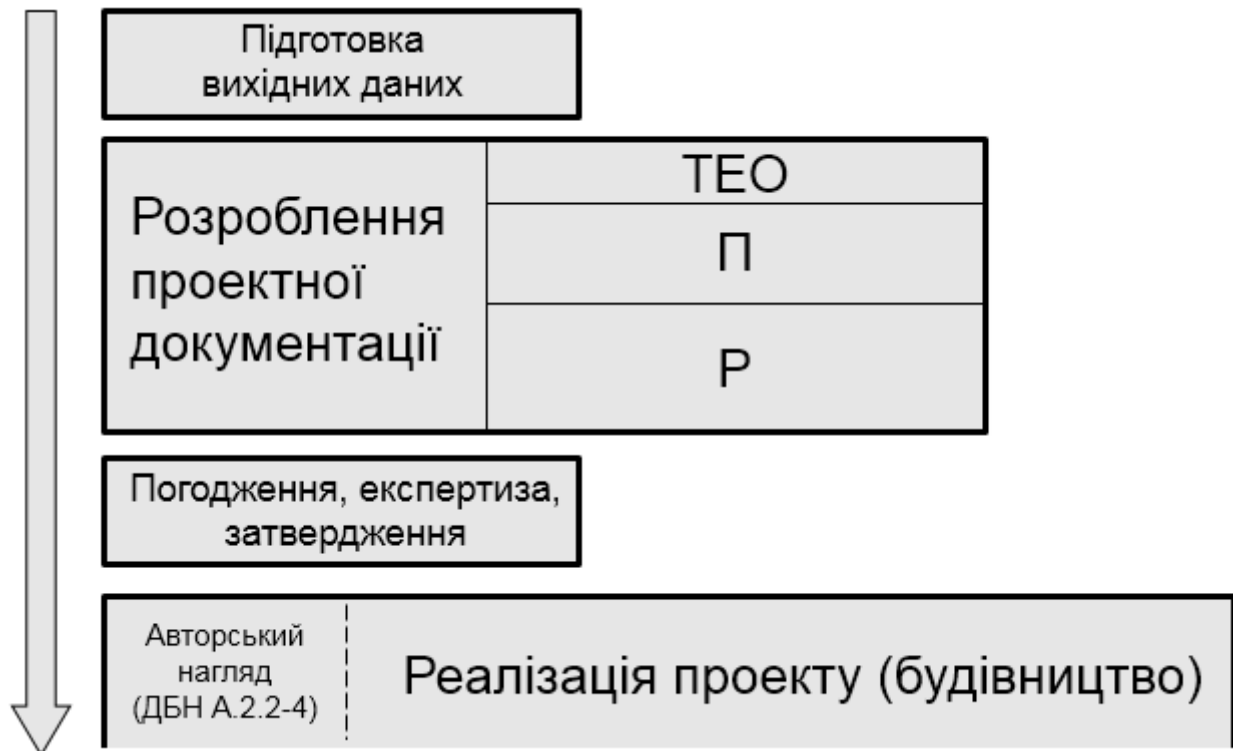 Підготовка
вихідних даних
Розроблення
проектної
документації
ТЕО
П
Р
Погодження, експертиза,
затвердження
Авторський
нагляд
(ДБН А.2.2-4)
Реалізація проекту (будівництво)